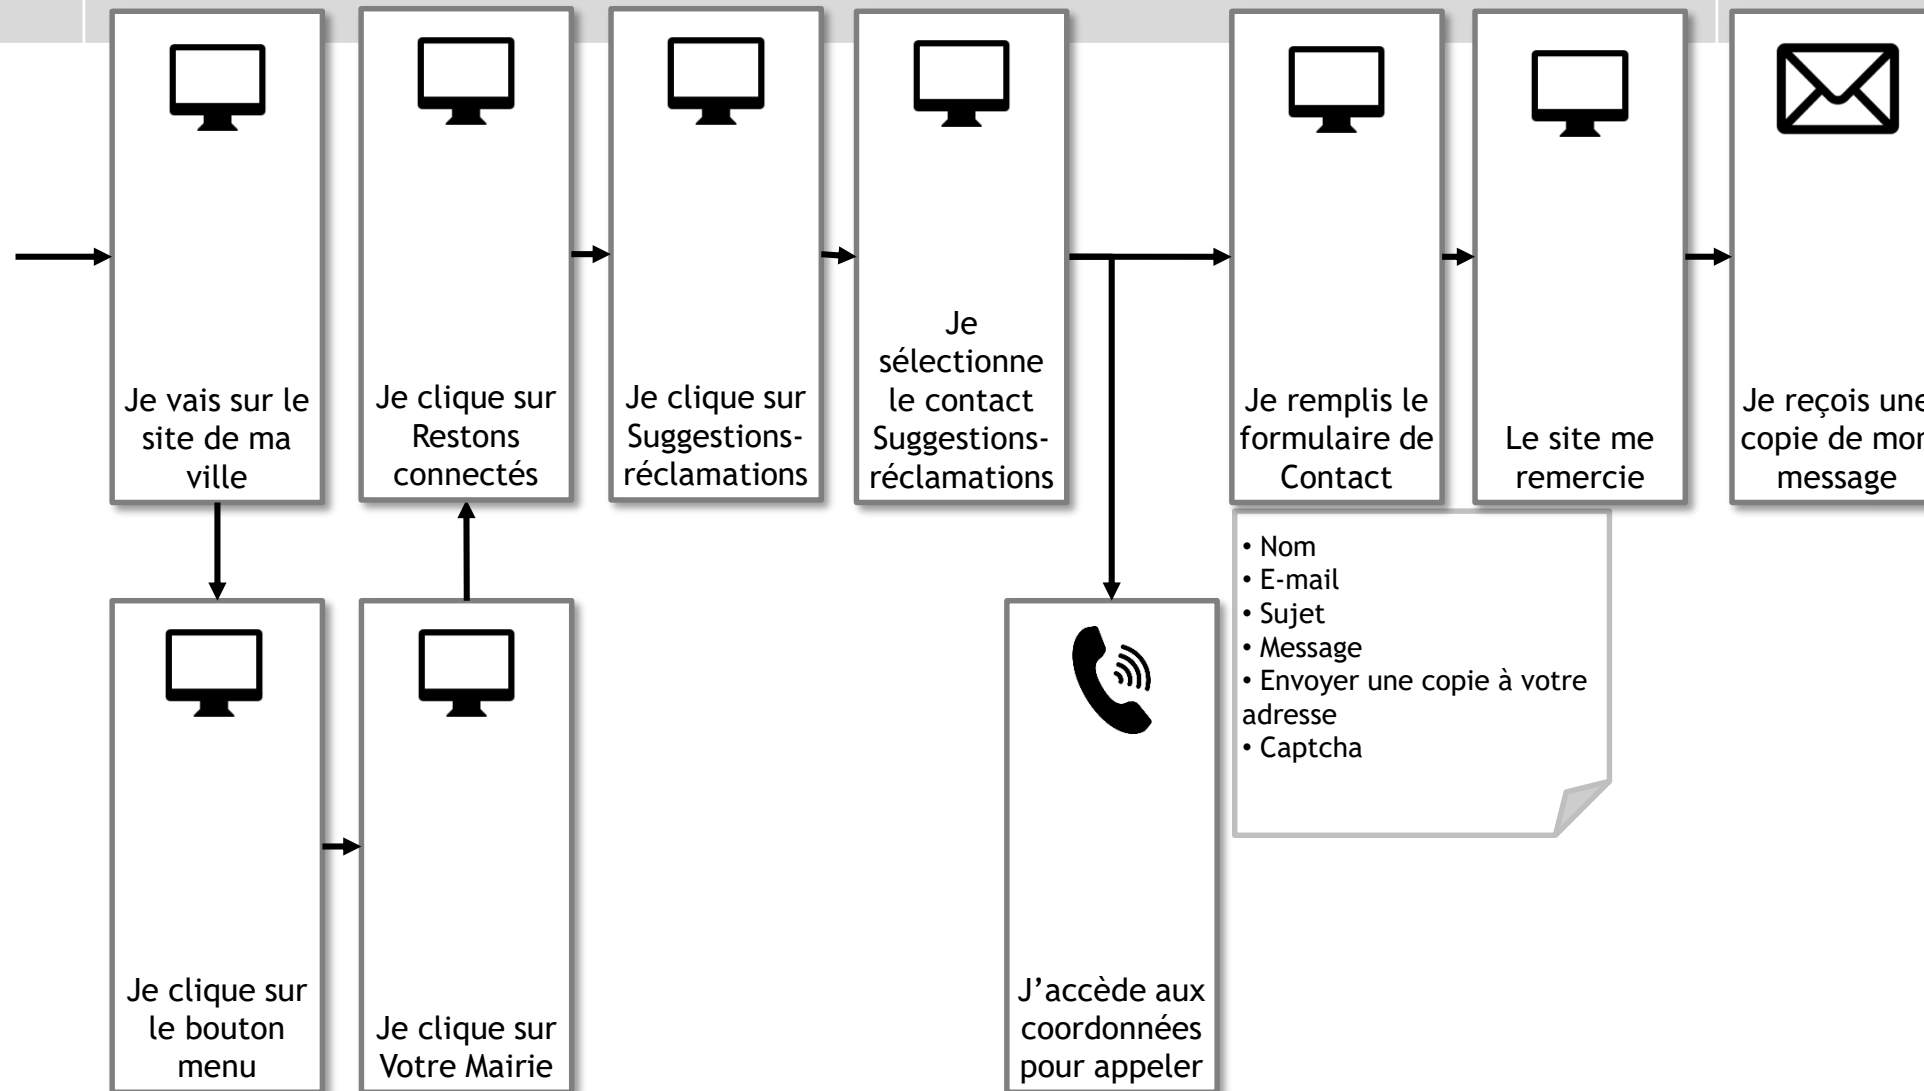 Je vais sur le
site de ma
ville
Je clique sur
Restons
connectés
Je clique sur
Suggestions-
réclamations
Je
sélectionne
le contact
Suggestions-
réclamations
Je remplis le
formulaire de
Contact
Le site me
remercie
Je reçois une
copie de mon
message
• Nom
• E-mail
• Sujet
• Message
• Envoyer une copie à votre
adresse
• Captcha
Je clique sur
le bouton
menu
Je clique sur
Votre Mairie
J’accède aux
coordonnées
pour appeler